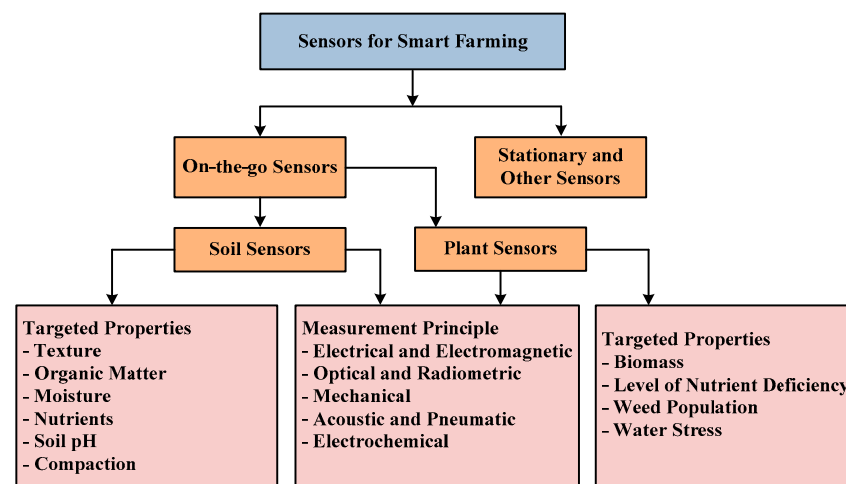 Sensors for Smart Farming
On-the-go Sensors
Stationary and
Other Sensors
Soil Sensors
Plant Sensors
Targeted Properties
- Texture
- Organic Matter
- Moisture
- Nutrients
- Soil pH
- Compaction
Measurement Principle
- Electrical and Electromagnetic
- Optical and Radiometric
- Mechanical
- Acoustic and Pneumatic
- Electrochemical
Targeted Properties
- Biomass
- Level of Nutrient Deficiency
- Weed Population
- Water Stress